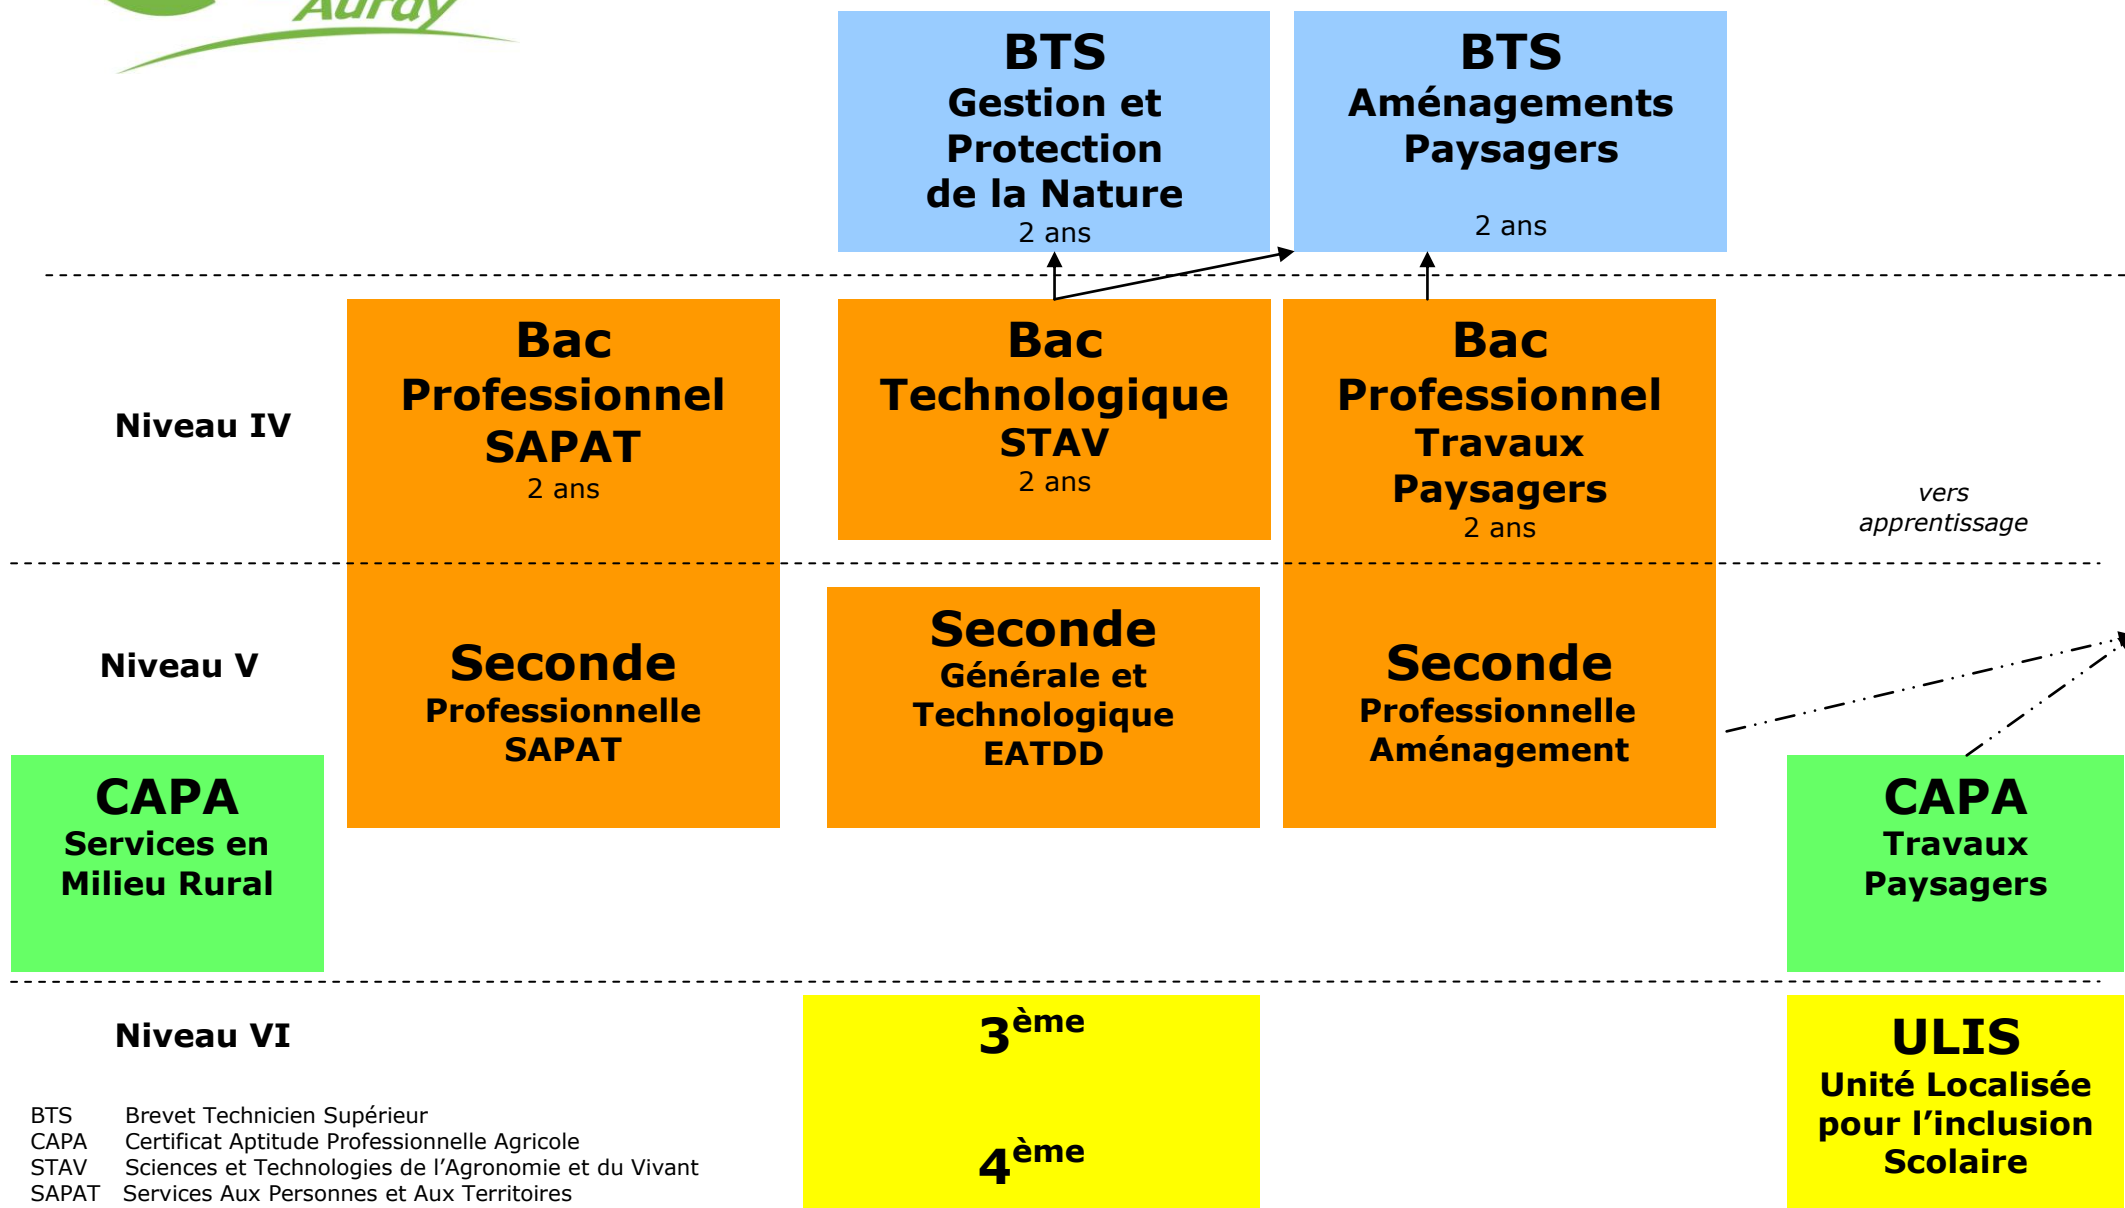 Auray
BTS
Gestion et
Protection
de la Nature
2 ans
BTS
Aménagements
Paysagers
2 ans
Niveau IV
Bac
Professionnel
SAPAT
2 ans
Bac
Technologique
STAV
2 ans
Bac
Professionnel
Travaux
Paysagers
2 ans
vers
apprentissage
Niveau V
Seconde
Professionnelle
SAPAT
Seconde
Générale et
Technologique
EATDD
Seconde
Professionnelle
Aménagement
CAPA
Services en
Milieu Rural
CAPA
Travaux
Paysagers
Niveau VI
3ème
4ème
ULIS
Unité Localisée
pour l’inclusion
Scolaire
BTS Brevet Technicien Supérieur
CAPA Certificat Aptitude Professionnelle Agricole
STAV Sciences et Technologies de l’Agronomie et du Vivant
SAPAT Services Aux Personnes et Aux Territoires